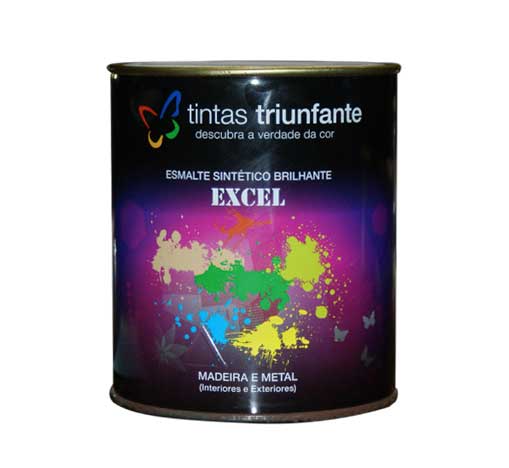 tintas triunfante
descubra a verdade da cor
ESMALTE SINTÉTICO BRILHANTE
EXCEL
MADEIRA E METAL
(Interiores e Exteriores)